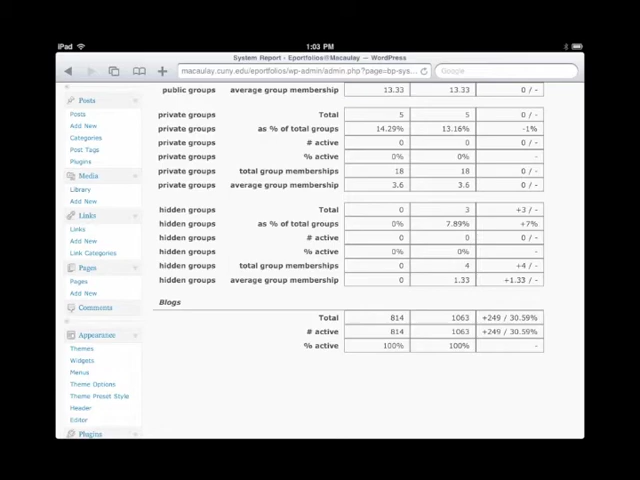 iPad 1:03 PM
System Report - Eportfolios@Macaulay — WordPress
macaulay.cuny.edu/eportfolios/wp-admin/admin.php?page=bp-sys... Google
public groups average group membership 13.33 13.33 0 / -
private groups Total 5 5 0 / -
private groups as % of total groups 14.29% 13.16% -1%
private groups # active 0 0 0 / -
private groups % active 0% 0% -
private groups total group memberships 18 18 0 / -
private groups average group membership 3.6 3.6 0 / -
hidden groups Total 0 3 +3 / -
hidden groups as % of total groups 0% 7.89% +7%
hidden groups # active 0 0 0 / -
hidden groups % active 0% 0% -
hidden groups total group memberships 0 4 +4 / -
hidden groups average group membership 0 1.33 +1.33 / -
Blogs
Total 814 1063 +249 / 30.59%
# active 814 1063 +249 / 30.59%
% active 100% 100% -
Posts
Posts
Add New
Categories
Post Tags
Plugins
Media
Library
Add New
Links
Links
Add New
Link Categories
Pages
Pages
Add New
Comments
Appearance
Themes
Widgets
Menus
Theme Options
Theme Preset Style
Header
Editor
Plugins